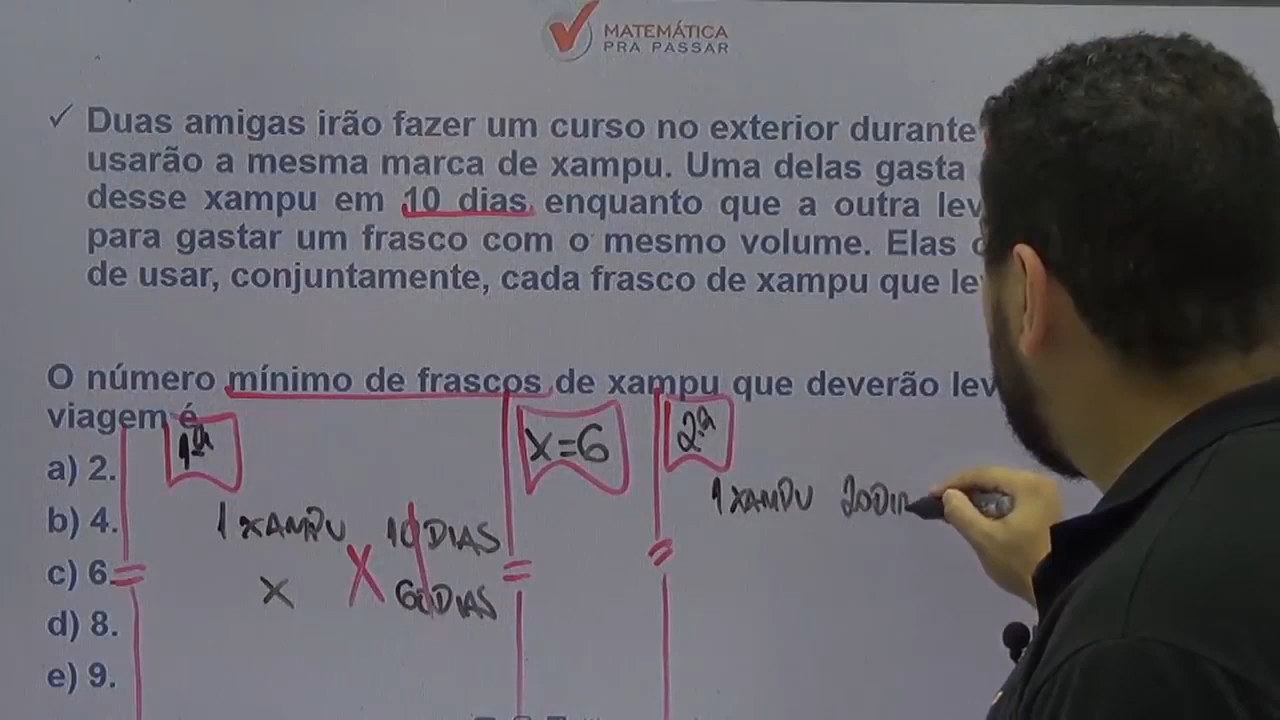 MATEMÁTICA
PRA PASSAR
✓ Duas amigas irão fazer um curso no exterior durante
usarão a mesma marca de xampu. Uma delas gasta
desse xampu em 10 dias enquanto que a outra lev
para gastar um frasco com o mesmo volume. Elas
de usar, conjuntamente, cada frasco de xampu que le
O número mínimo de frascos de xampu que deverão lev
viagem é
1ª
x=6
2ª
a) 2.
1 XAMPU 20DI
b) 4.
1 XAMPU 10 DIAS
c) 6.
X X 60 DIAS
d) 8.
e) 9.